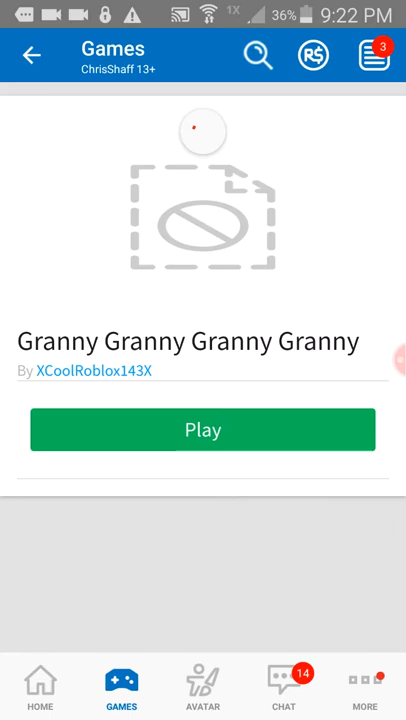 1X 36% 9:22 PM
Games
ChrisShaff 13+
R$
3
Granny Granny Granny Granny
By XCoolRoblox143X
Play
14
HOME GAMES AVATAR CHAT MORE